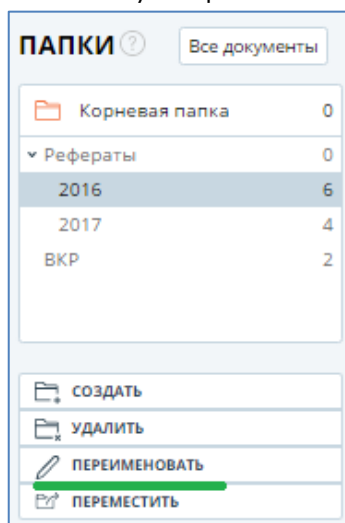 ПАПКИ ? Все документы
Корневая папка 0
Рефераты 0
2016 6
2017 4
ВКР 2
СОЗДАТЬ
УДАЛИТЬ
ПЕРЕИМЕНОВАТЬ
ПЕРЕМЕСТИТЬ